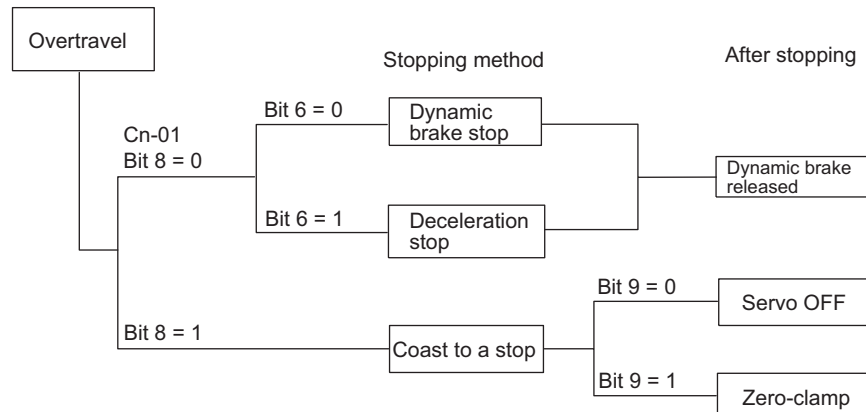 Overtravel
Stopping method
After stopping
Cn-01
Bit 8 = 0
Bit 6 = 0
Dynamic
brake stop
Dynamic brake
released
Bit 6 = 1
Deceleration
stop
Bit 8 = 1
Coast to a stop
Bit 9 = 0
Servo OFF
Bit 9 = 1
Zero-clamp